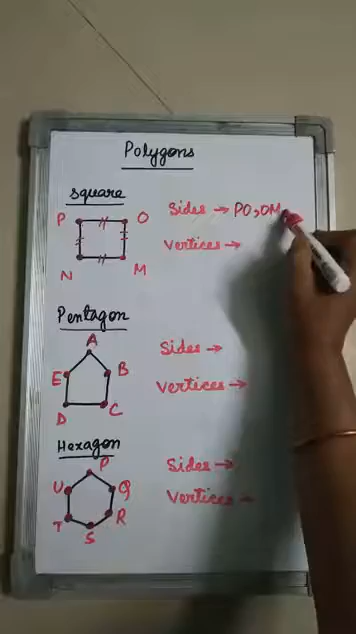 Polygons
Square
P O
N M
Sides → PO, OM
Vertices →
Pentagon
A
E B
D C
Sides →
Vertices →
Hexagon
P
U Q
T R
S
Sides →
Vertices →